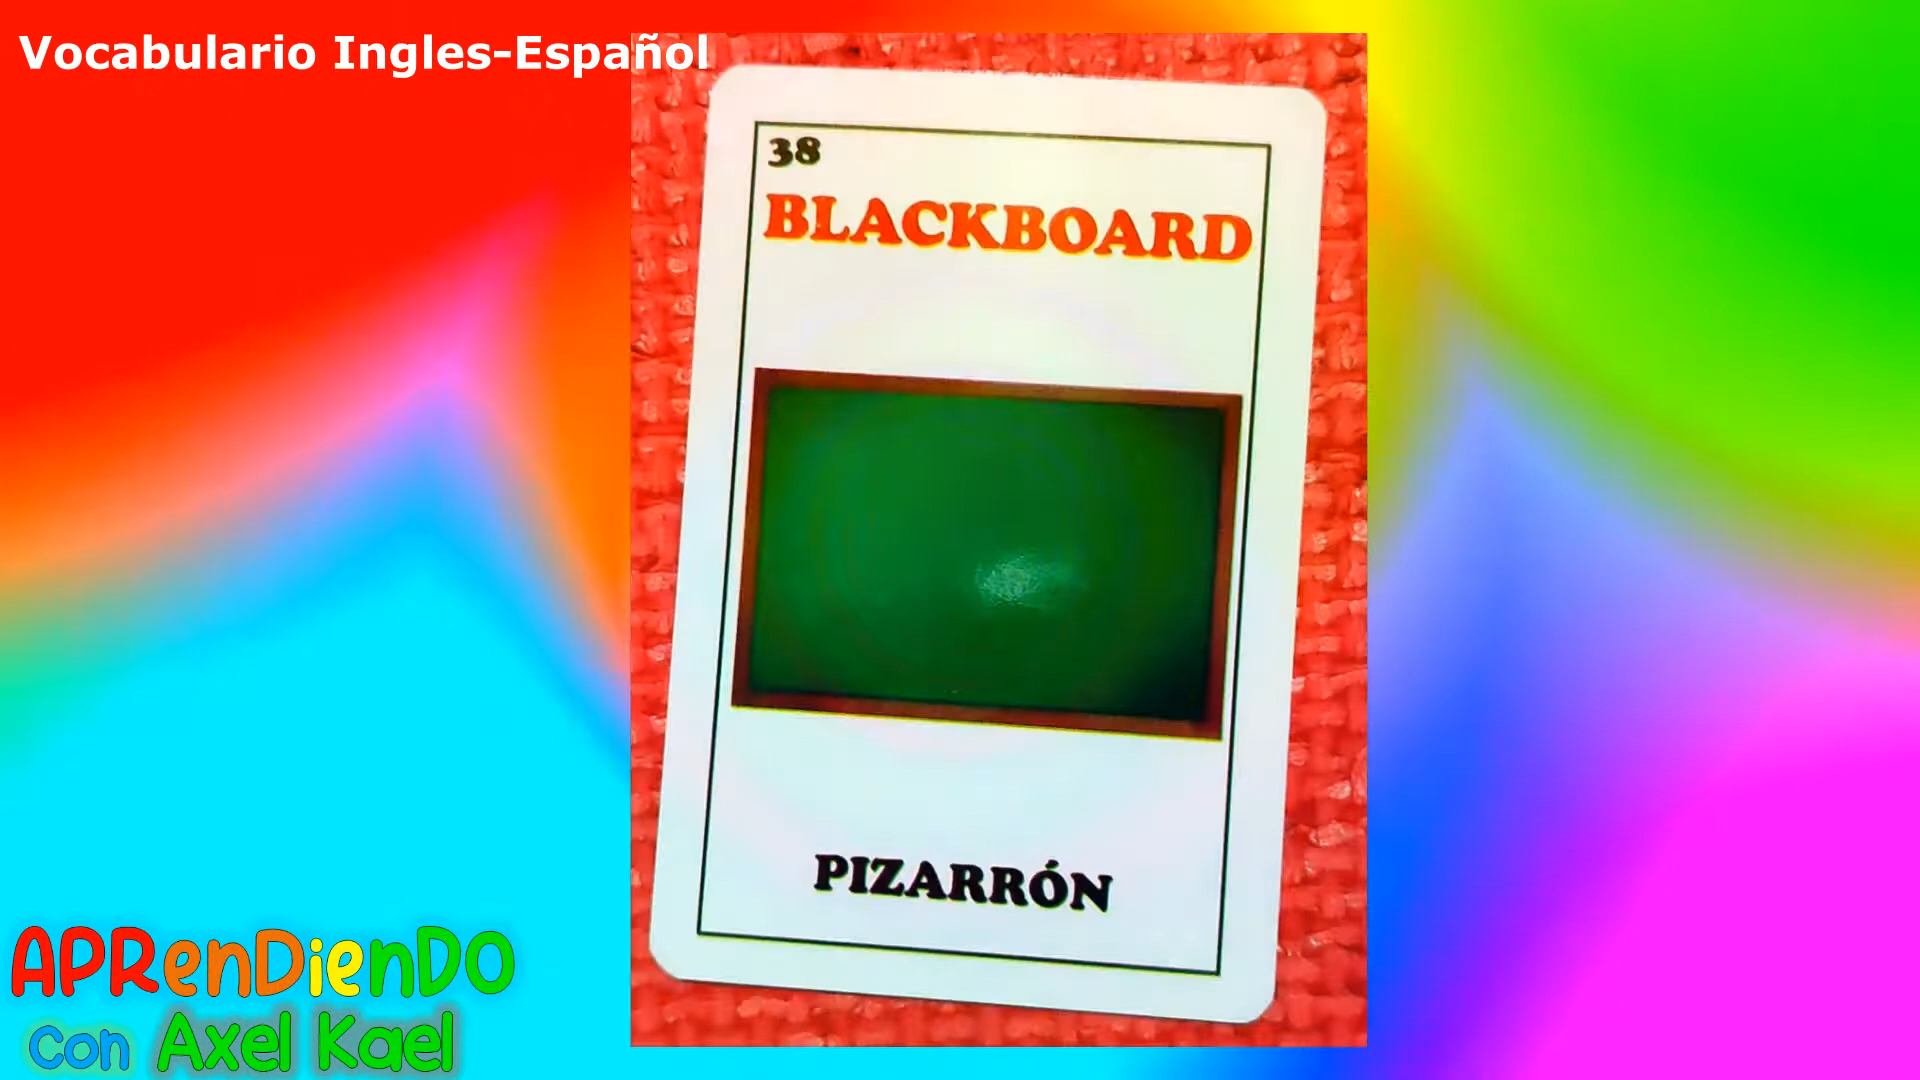 Vocabulario Ingles-Español
38
BLACKBOARD
PIZARRÓN
APRenDienDO
con Axel Kael